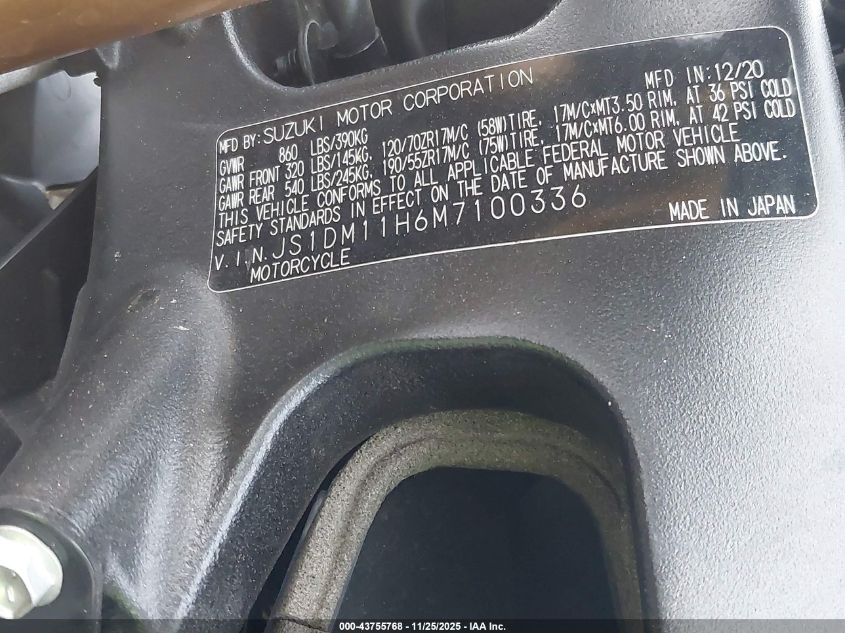 MFD BY: SUZUKI MOTOR CORPORATION MFD IN: 12/20
GVWR 860 LBS/390KG
GAWR FRONT 320 LBS/145KG, 120/70ZR17M/C (58W)TIRE, 17M/C×MT3.50 RIM, AT 36 PSI COLD
GAWR REAR 540 LBS/245KG, 190/55ZR17M/C (75W)TIRE, 17M/C×MT6.00 RIM, AT 42 PSI COLD
THIS VEHICLE CONFORMS TO ALL APPLICABLE FEDERAL MOTOR VEHICLE
SAFETY STANDARDS IN EFFECT ON THE DATE OF MANUFACTURE SHOWN ABOVE.
V.I.N. JS1DM11H6M7100336 MADE IN JAPAN
MOTORCYCLE
000-43755768 - 11/25/2025 - IAA Inc.